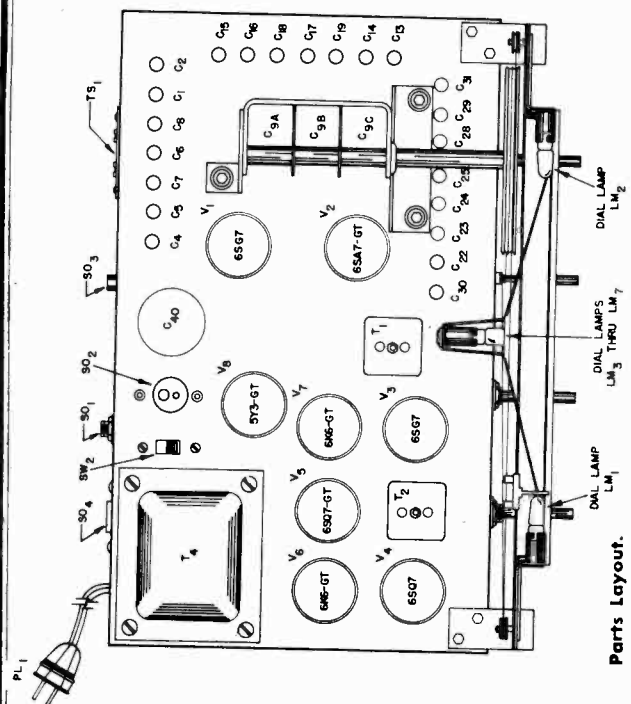 C15
C16
C18
C17
C19
C14
C13
C2
C1
C8
C6
C7
C5
C4
TS1
C31
C29
C28
C25
C24
C23
C22
C30
C9A
C9B
C9C
V1
6SG7
V2
6SA7-GT
SO3
C40
SO2
SO1
SW2
SO4
T4
PL1
V8
5Y3-GT
V7
6K6-GT
V3
6SG7
T1
V5
6SQ7-GT
T2
V6
6K6-GT
V4
6SQ7
DIAL LAMP
LM2
DIAL LAMPS
LM3 THRU LM7
DIAL LAMP
LM1
Parts Layout.